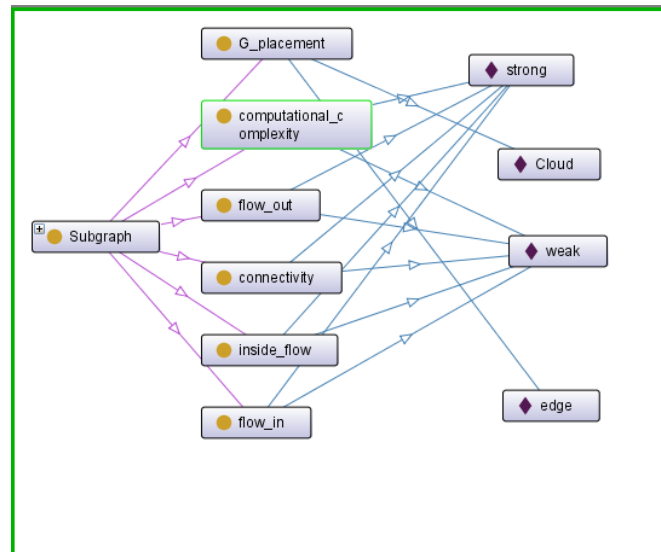 G_placement
strong
computational_c
omplexity
Cloud
flow_out
Subgraph
weak
connectivity
inside_flow
edge
flow_in